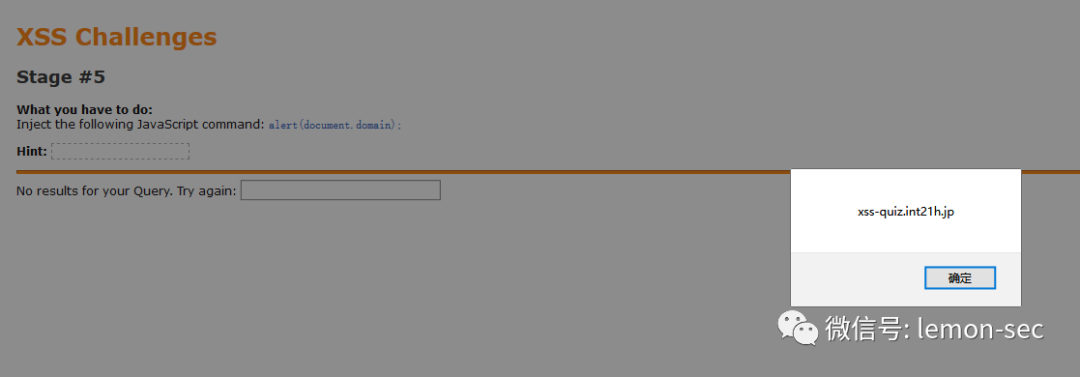 XSS Challenges
Stage #5
What you have to do:
Inject the following JavaScript command: alert(document.domain);
Hint:
No results for your Query. Try again:
xss-quiz.int21h.jp
确定
微信号: lemon-sec